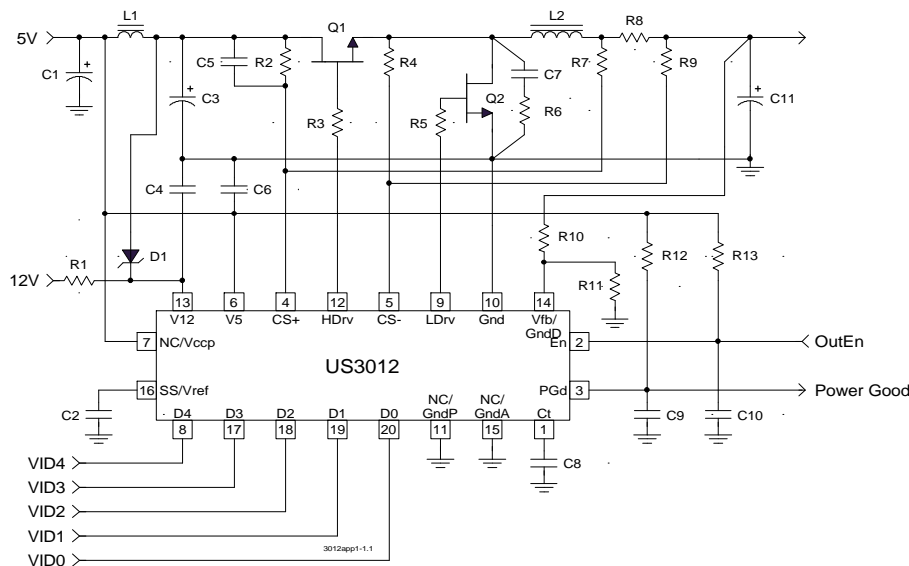 L1
Q1
L2
5V
R8
C5
R2
R4
R7
R9
C1
C7
C3
Q2
C11
R3
R5
R6
C4
C6
R10
R12
R13
D1
R1
R11
12V
13
6
4
12
5
9
10
14
V12
V5
CS+
HDrv
CS-
LDrv
Gnd
Vfb/
GndD
7
NC/Vccp
En
2
OutEn
US3012
16
SS/Vref
NC/
GndP
NC/
GndA
PGd
3
Power Good
C2
D4
D3
D2
D1
D0
Ct
C9
C10
8
17
18
19
20
11
15
1
C8
VID4
VID3
VID2
VID1
3012app1-1.1
VID0